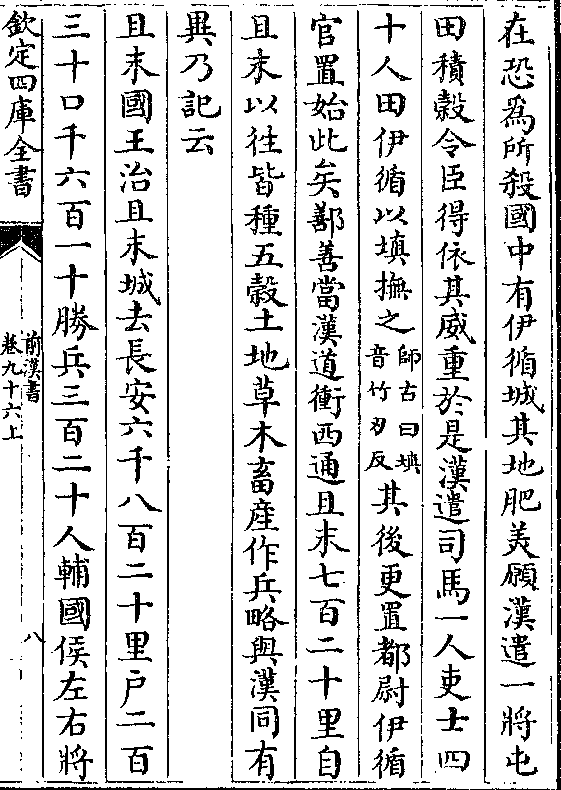 在恐為所殺國中有伊循城其地肥美願漢遣一將屯
田積穀令臣得依其威重於是漢遣司馬一人吏士四
十人田伊循以填撫之師古曰填音竹刃反其後更置都尉伊循
官置始此矣鄯善當漢道衝西通且末七百二十里自
且末以往皆種五穀土地草木畜産作兵略與漢同有
異乃記云
且末國王治且末城去長安六千八百二十里户二百
三十口千六百一十勝兵三百二十人輔國侯左右將
欽定四庫全書
前漢書
卷九十六上
八